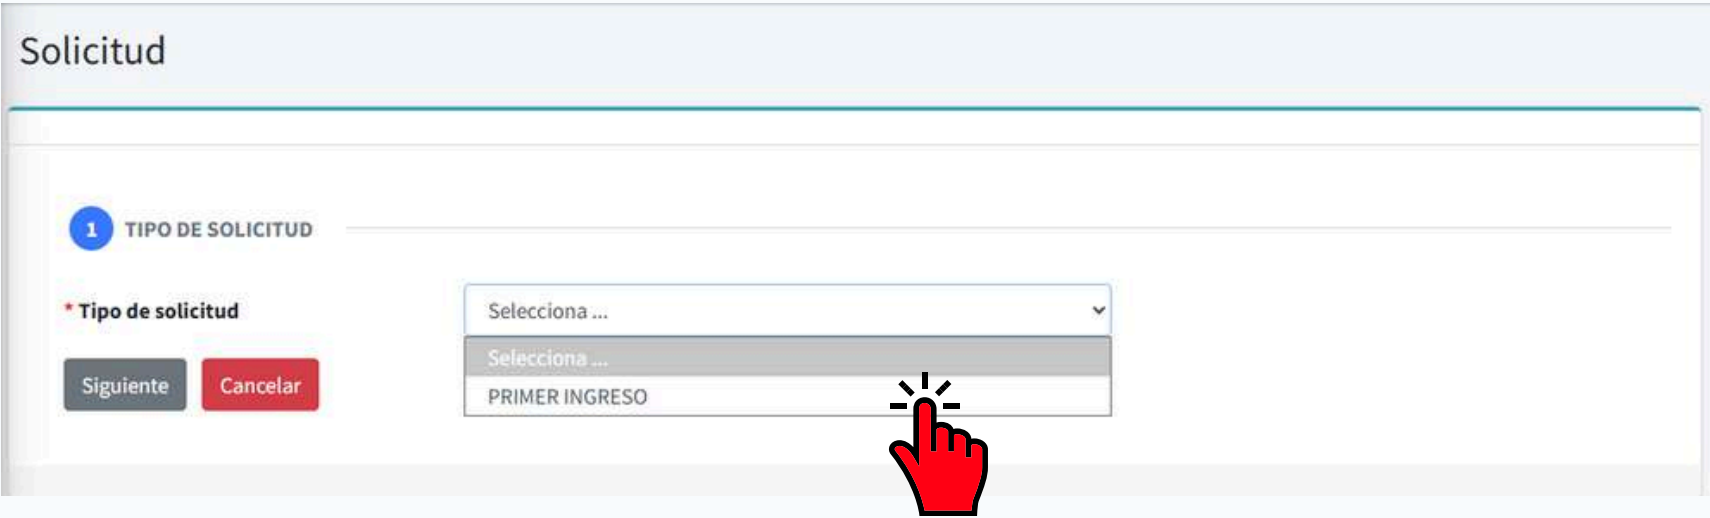 Solicitud
1 TIPO DE SOLICITUD
* Tipo de solicitud
Selecciona ...
Selecciona ...
PRIMER INGRESO
Siguiente
Cancelar